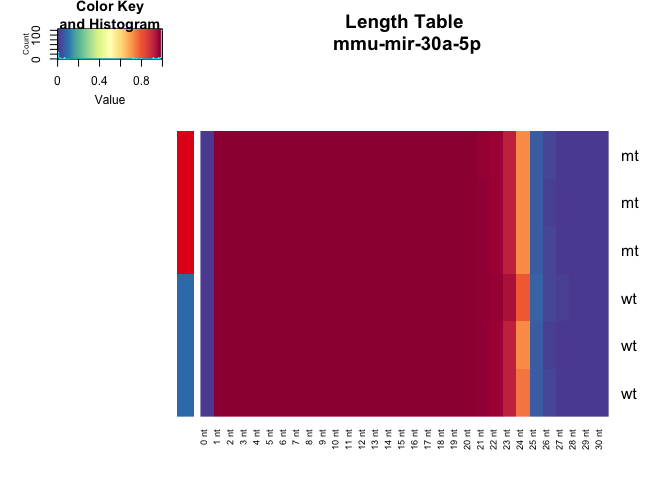 Color Key
and Histogram
Count
0 100
0 0.4 0.8
Value
Length Table
mmu-mir-30a-5p
mt
mt
mt
wt
wt
wt
0 nt
1 nt
2 nt
3 nt
4 nt
5 nt
6 nt
7 nt
8 nt
9 nt
10 nt
11 nt
12 nt
13 nt
14 nt
15 nt
16 nt
17 nt
18 nt
19 nt
20 nt
21 nt
22 nt
23 nt
24 nt
25 nt
26 nt
27 nt
28 nt
29 nt
30 nt